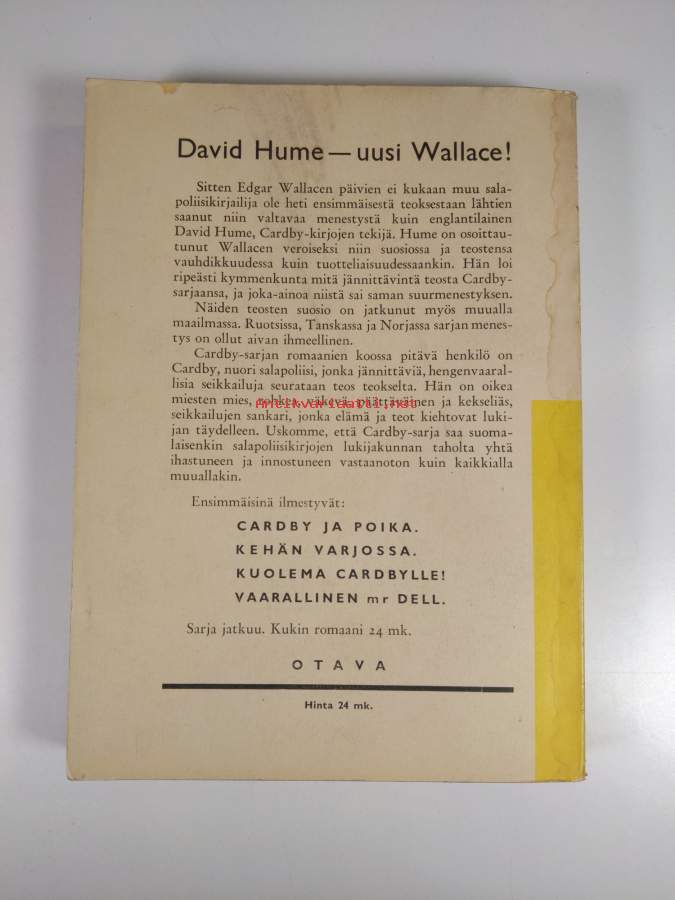 David Hume — uusi Wallace!
Sitten Edgar Wallacen päivien ei kukaan muu sala-
poliisikirjailija ole heti ensimmäisestä teoksestaan lähtien
saanut niin valtavaa menestystä kuin englantilainen
David Hume, Cardby-kirjojen tekijä. Hume on osoittau-
tunut Wallacen veroiseksi niin suosiossa ja teostensa
vauhdikkuudessa kuin tuotteliaisuudessaankin. Hän loi
ripeästi kymmenkunta mitä jännittävintä teosta Cardby-
sarjaansa, ja joka-ainoa niistä sai saman suurmenestyksen.
Näiden teosten suosio on jatkunut myös muualla
maailmassa. Ruotsissa, Tanskassa ja Norjassa sarjan menes-
tys on ollut aivan ihmeellinen.
Cardby-sarjan romaanien koossa pitävä henkilö on
Cardby, nuori salapoliisi, jonka jännittäviä, hengenvaaral-
lisia seikkailuja seurataan teos teokselta. Hän on oikea
miesten mies, rohkea, väkevä, päättäväinen ja kekseliäs,
Antikvariaatti.net
seikkailujen sankari, jonka elämä ja teot kiehtovat luki-
jan täydelleen. Uskomme, että Cardby-sarja saa suoma-
laisenkin salapoliisikirjojen lukijakunnan taholta yhtä
ihastuneen ja innostuneen vastaanoton kuin kaikkialla
muuallakin.
Ensimmäisinä ilmestyvät:
CARDBY JA POIKA.
KEHÄN VARJOSSA.
KUOLEMA CARDBYLLE!
VAARALLINEN mr DELL.
Sarja jatkuu. Kukin romaani 24 mk.
OTAVA
Hinta 24 mk.